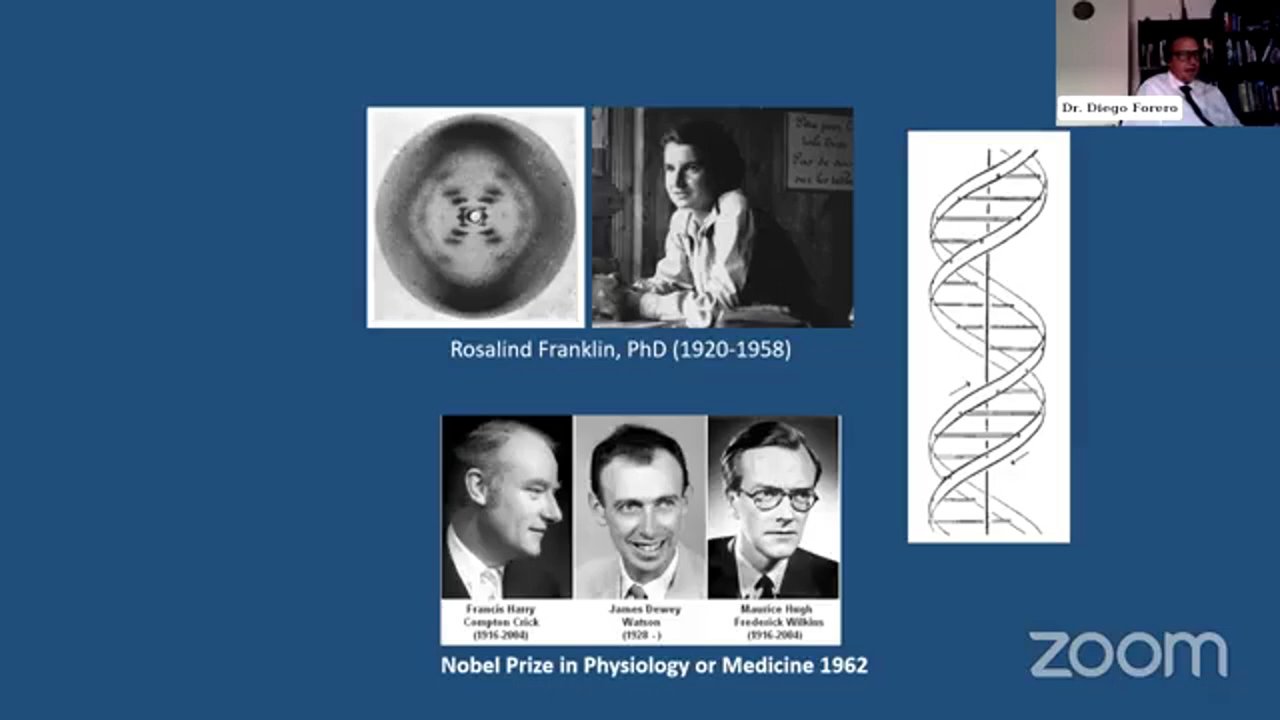 Dr. Diego Forero
Rosalind Franklin, PhD (1920-1958)
Francis Harry
Compton Crick
(1916-2004)
James Dewey
Watson
(1928 - )
Maurice Hugh
Frederick Wilkins
(1916-2004)
Nobel Prize in Physiology or Medicine 1962
zoom